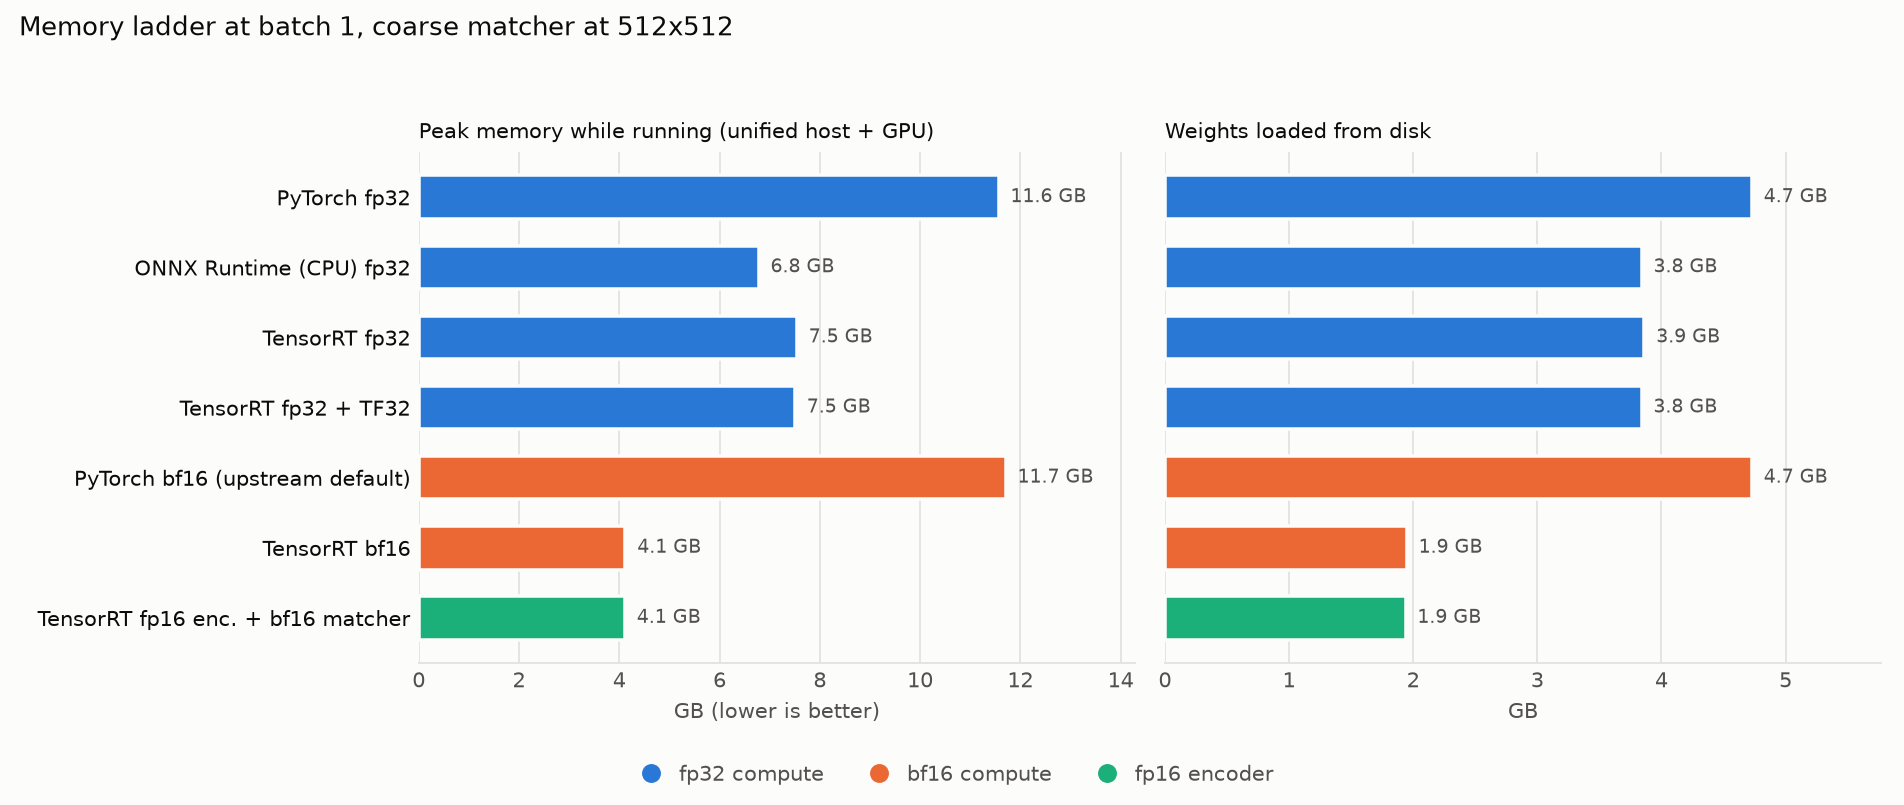 Memory ladder at batch 1, coarse matcher at 512x512
Peak memory while running (unified host + GPU)
PyTorch fp32
11.6 GB
ONNX Runtime (CPU) fp32
6.8 GB
TensorRT fp32
7.5 GB
TensorRT fp32 + TF32
7.5 GB
PyTorch bf16 (upstream default)
11.7 GB
TensorRT bf16
4.1 GB
TensorRT fp16 enc. + bf16 matcher
4.1 GB
0 2 4 6 8 10 12 14
GB (lower is better)
Weights loaded from disk
4.7 GB
3.8 GB
3.9 GB
3.8 GB
4.7 GB
1.9 GB
1.9 GB
0 1 2 3 4 5
GB
fp32 compute
bf16 compute
fp16 encoder